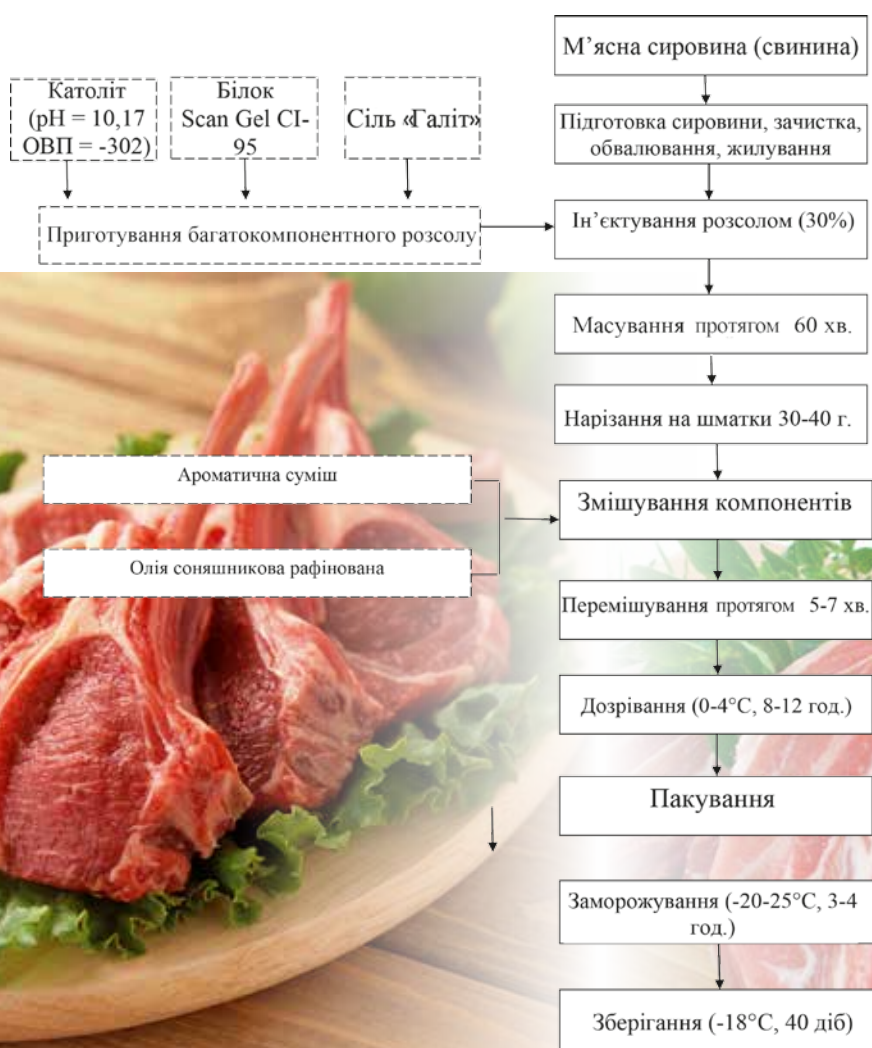 М’ясна сировина (свинина)
Католіт
(рН = 10,17
ОВП = -302)
Білок
Scan Gel CI-
95
Сіль «Галіт»
Підготовка сировини, зачистка,
обвалювання, жилування
Приготування багатокомпонентного розсолу
Ін’єктування розсолом (30%)
Масування протягом 60 хв.
Нарізання на шматки 30-40 г.
Ароматична суміш
Змішування компонентів
Олія соняшникова рафінована
Перемішування протягом 5-7 хв.
Дозрівання (0-4°С, 8-12 год.)
Пакування
Заморожування (-20-25°С, 3-4
год.)
Зберігання (-18°С, 40 діб)